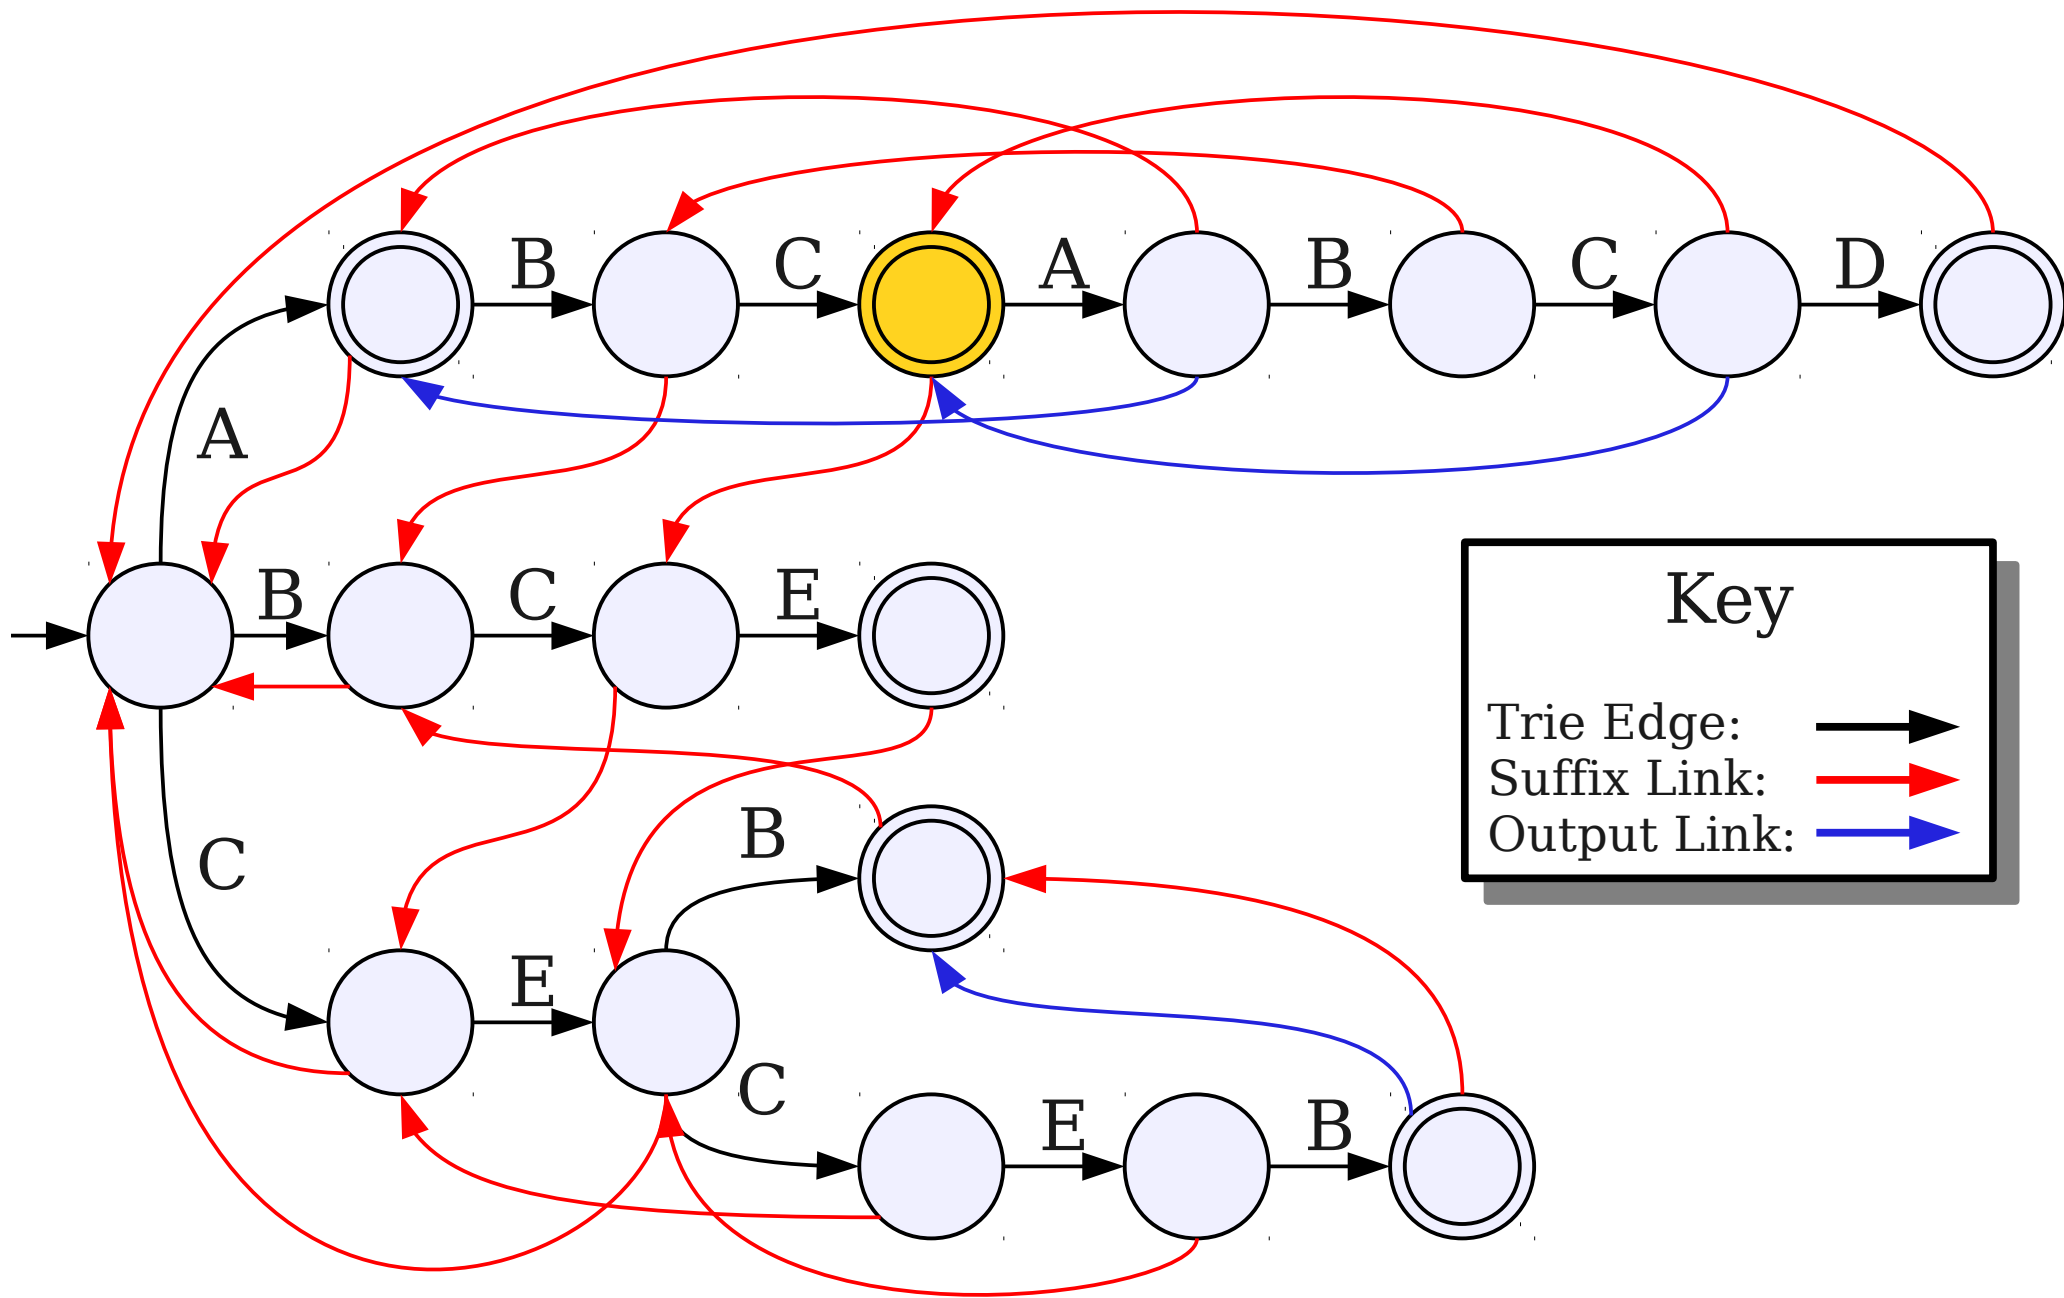 B C A B C D
A
B C E
Key
Trie Edge:
Suffix Link:
Output Link:
B
C
E
C
E B